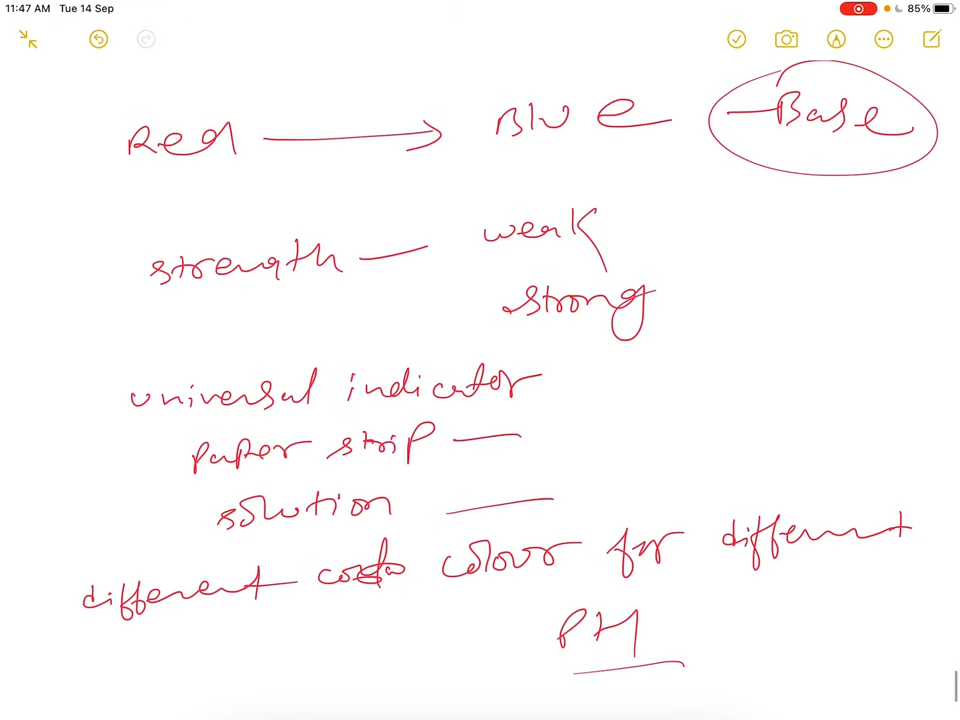 11:47 AM Tue 14 Sep 85%
Red → Blue — Base
strength — weak
strong
universal indicator
paper strip —
solution —
different colour for different
PH